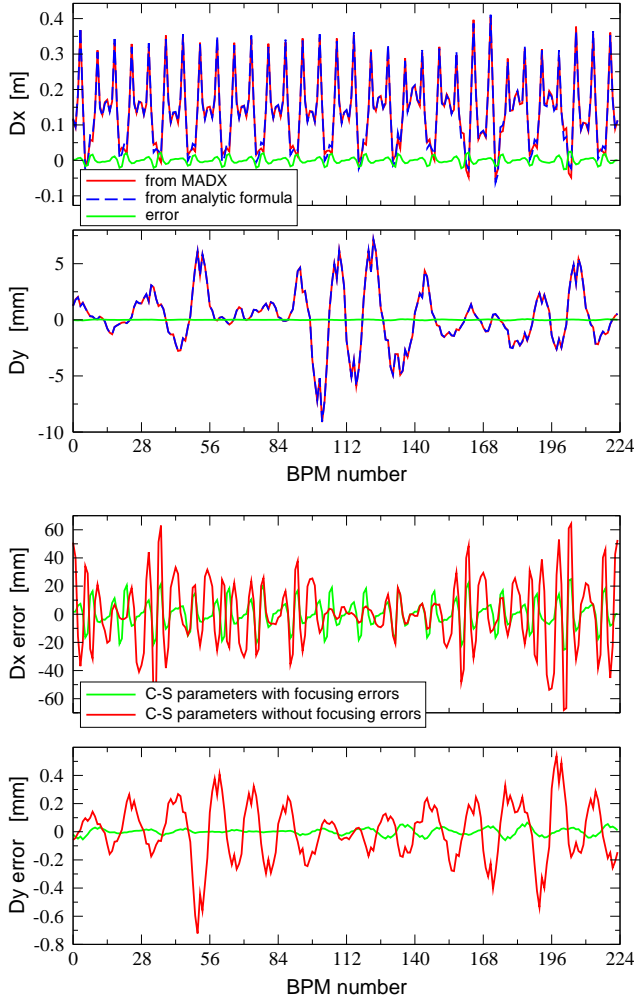 0.4
0.3
0.2
0.1
0
-0.1
Dx [m]
from MADX
from analytic formula
error
5
0
-5
-10
Dy [mm]
0 28 56 84 112 140 168 196 224
BPM number
60
40
20
0
-20
-40
-60
Dx error [mm]
C-S parameters with focusing errors
C-S parameters without focusing errors
0.4
0.2
0
-0.2
-0.4
-0.6
-0.8
Dy error [mm]
0 28 56 84 112 140 168 196 224
BPM number